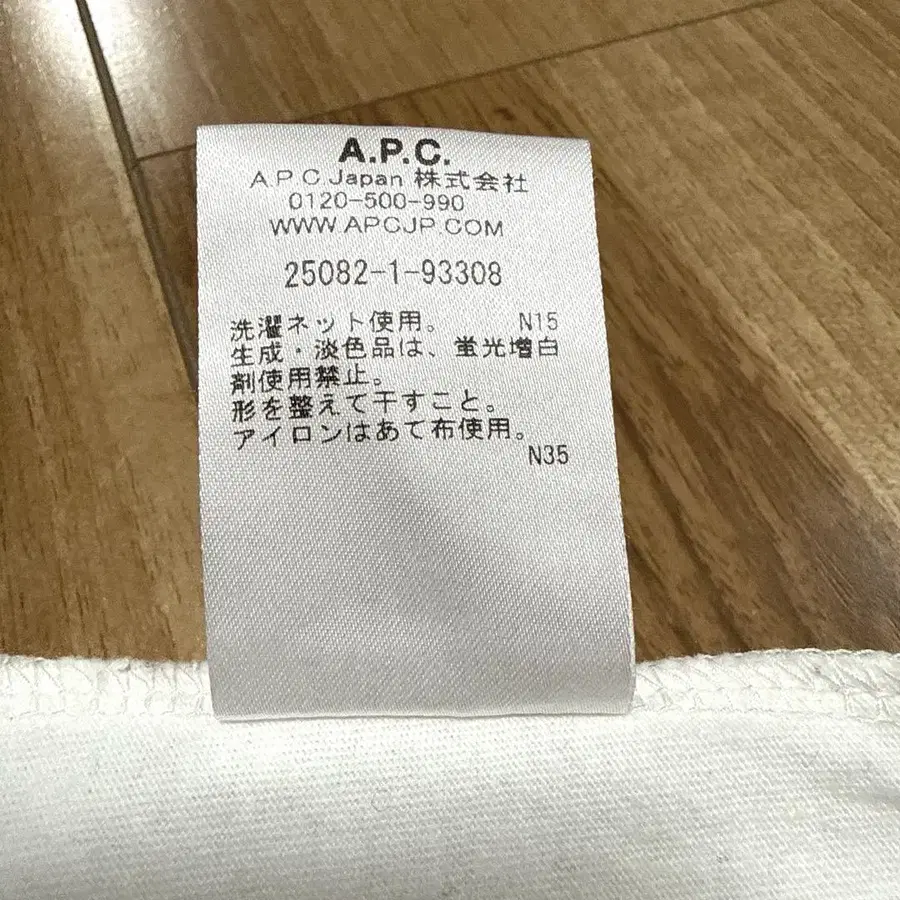 A.P.C.
A.P.C.Japan 株式会社
0120-500-990
WWW.APCJP.COM
25082-1-93308
洗濯ネット使用。 N15
生成・淡色品は、蛍光増白
剤使用禁止。
形を整えて干すこと。
アイロンはあて布使用。
N35